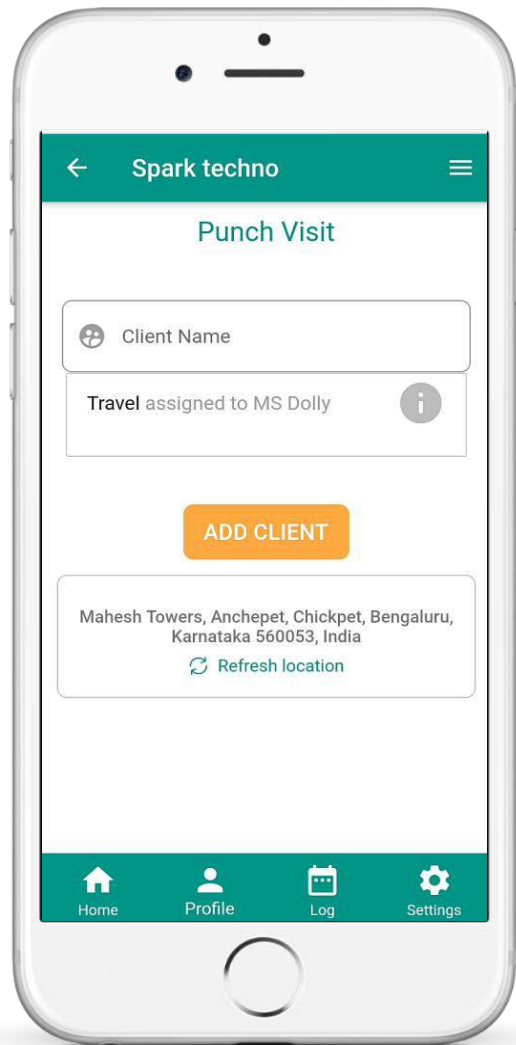 Spark techno
Punch Visit
Client Name
Travel assigned to MS Dolly
i
ADD CLIENT
Mahesh Towers, Anchepet, Chickpet, Bengaluru,
Karnataka 560053, India
Refresh location
Home Profile Log Settings